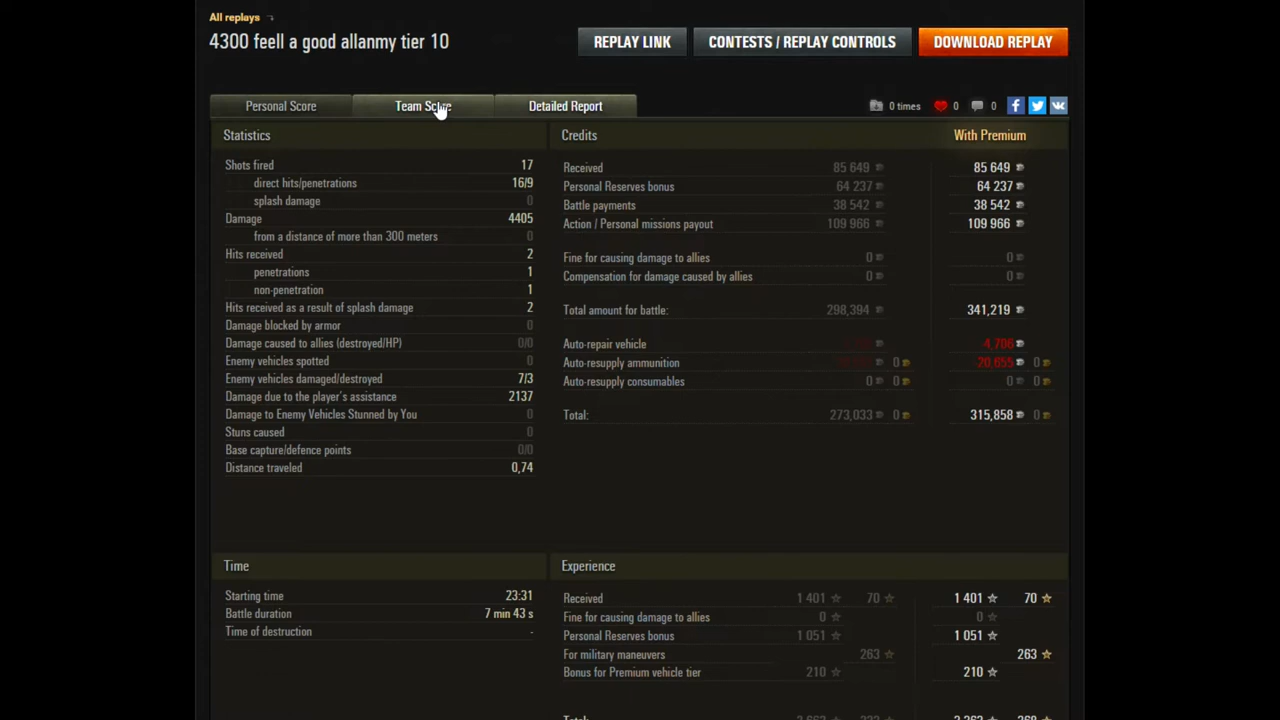 All replays
4300 feell a good allanmy tier 10
REPLAY LINK
CONTESTS / REPLAY CONTROLS
DOWNLOAD REPLAY
Personal Score
Team Score
Detailed Report
0 times
0
0
Statistics
Shots fired 17
direct hits/penetrations 16/9
splash damage 0
Damage 4405
from a distance of more than 300 meters 0
Hits received 2
penetrations 1
non-penetration 1
Hits received as a result of splash damage 2
Damage blocked by armor 0
Damage caused to allies (destroyed/HP) 0/0
Enemy vehicles spotted 0
Enemy vehicles damaged/destroyed 7/3
Damage due to the player's assistance 2137
Damage to Enemy Vehicles Stunned by You 0
Stuns caused 0
Base capture/defence points 0/0
Distance traveled 0,74
Credits With Premium
Received 85 649 85 649
Personal Reserves bonus 64 237 64 237
Battle payments 38 542 38 542
Action / Personal missions payout 109 966 109 966
Fine for causing damage to allies 0 0
Compensation for damage caused by allies 0 0
Total amount for battle: 298,394 341,219
Auto-repair vehicle -4,706
Auto-resupply ammunition 0 -20,655 0
Auto-resupply consumables 0 0 0 0
Total: 273,033 0 315,858 0
Time
Starting time 23:31
Battle duration 7 min 43 s
Time of destruction -
Experience
Received 1 401 70 1 401 70
Fine for causing damage to allies 0 0
Personal Reserves bonus 1 051 1 051
For military maneuvers 263 263
Bonus for Premium vehicle tier 210 210